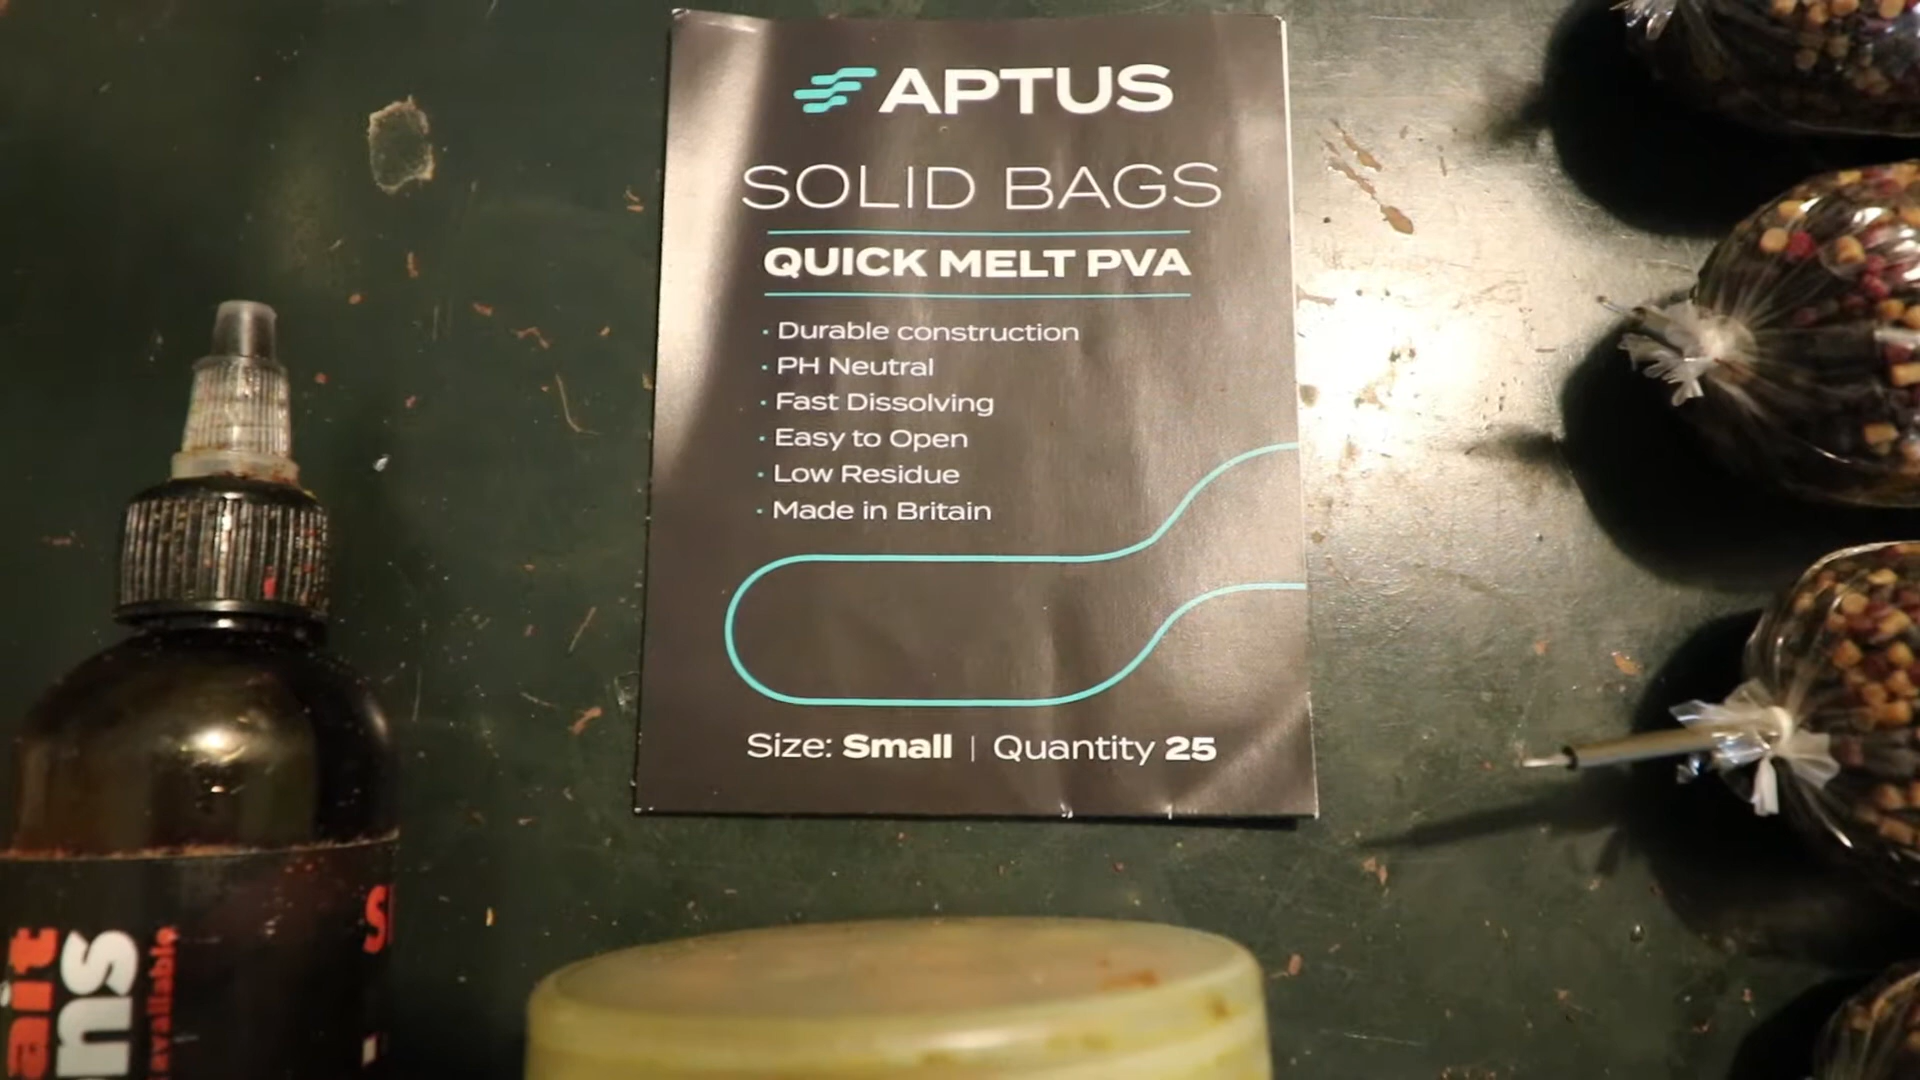 APTUS
SOLID BAGS
QUICK MELT PVA
· Durable construction
· PH Neutral
· Fast Dissolving
· Easy to Open
· Low Residue
· Made in Britain
Size: Small | Quantity 25
available